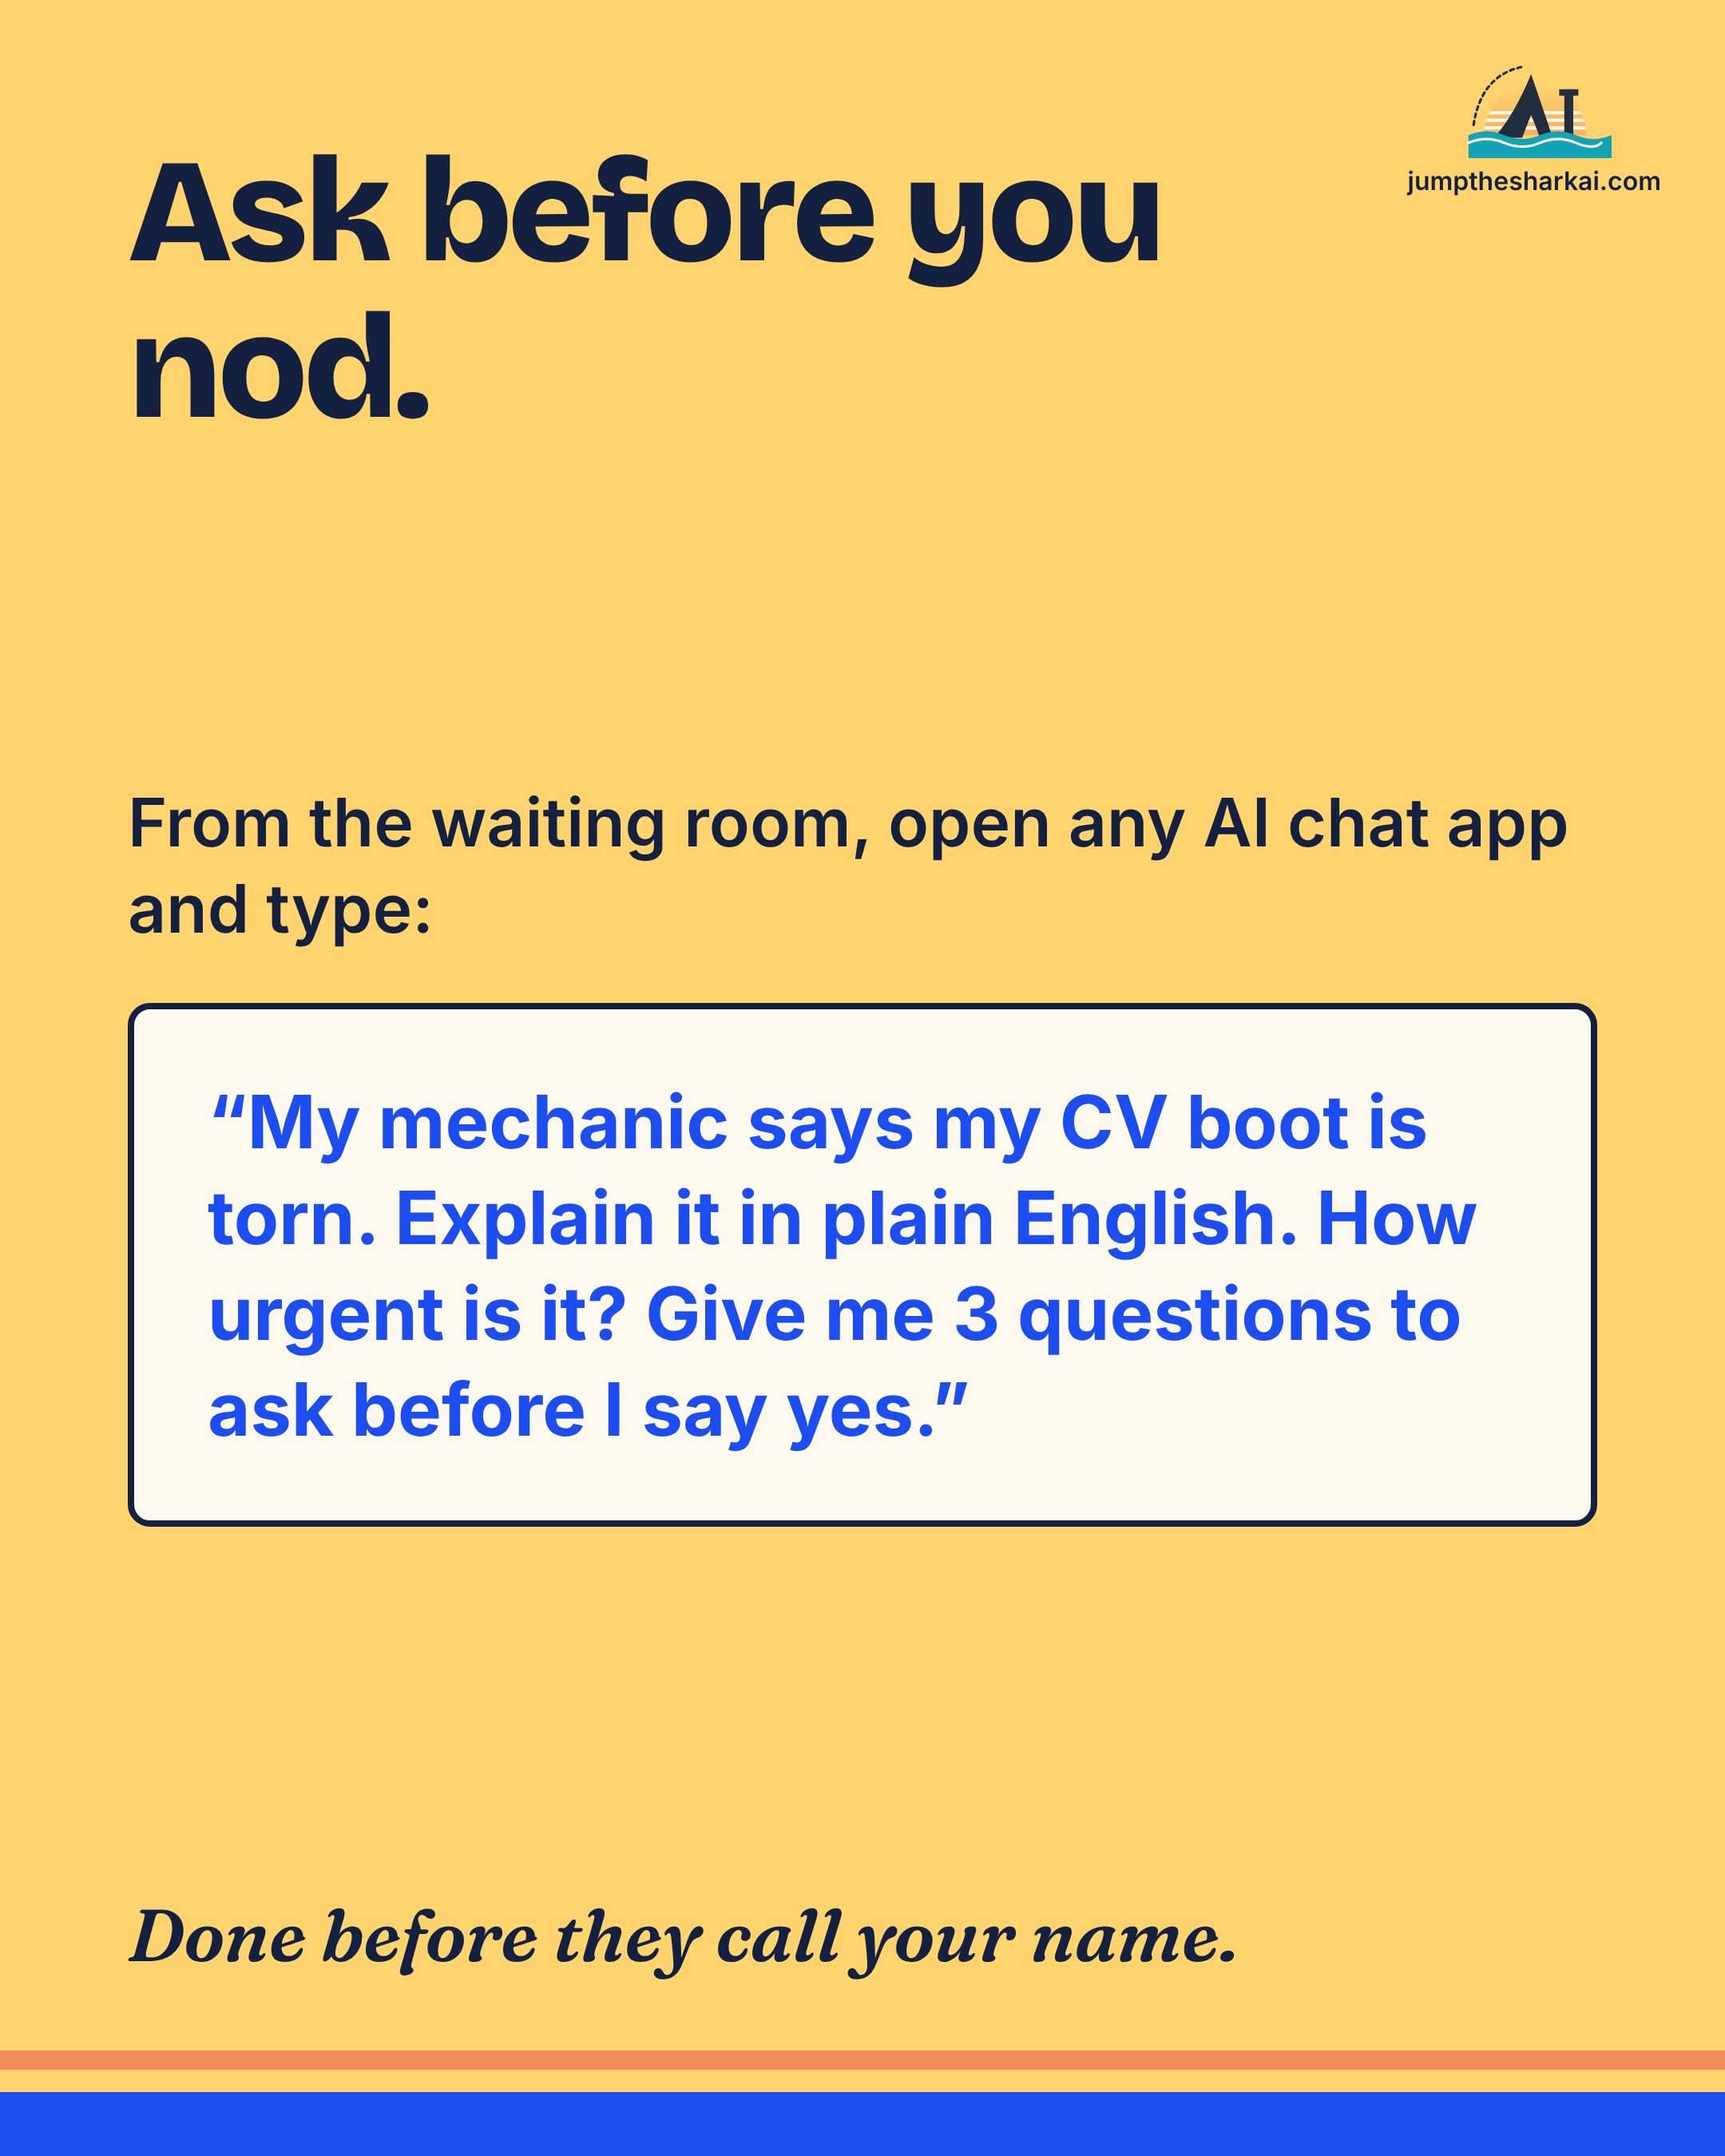 AI
jumpthesharkai.com
Ask before you
nod.
From the waiting room, open any AI chat app
and type:
“My mechanic says my CV boot is
torn. Explain it in plain English. How
urgent is it? Give me 3 questions to
ask before I say yes.”
Done before they call your name.